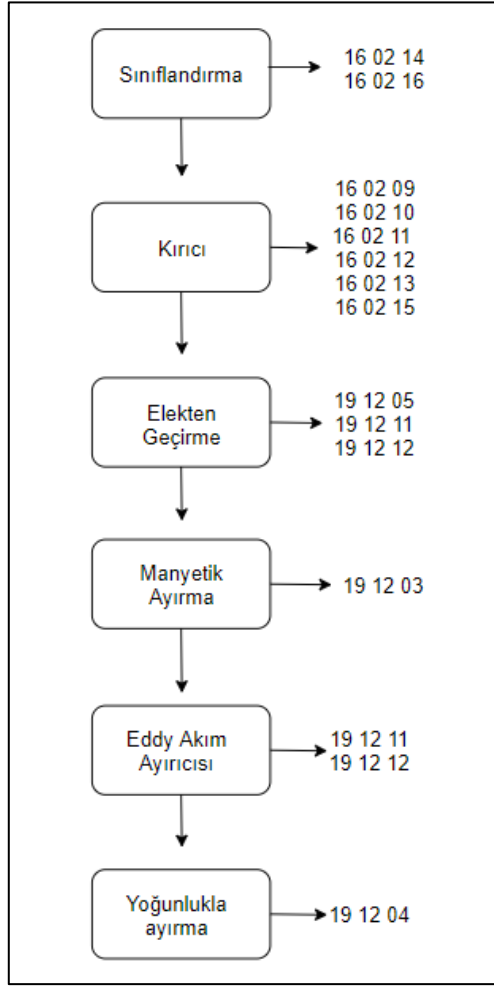 Sınıflandırma
16 02 14
16 02 16
Kırıcı
16 02 09
16 02 10
16 02 11
16 02 12
16 02 13
16 02 15
Elekten
Geçirme
19 12 05
19 12 11
19 12 12
Manyetik
Ayırma
19 12 03
Eddy Akım
Ayırıcısı
19 12 11
19 12 12
Yoğunlukla
ayırma
19 12 04